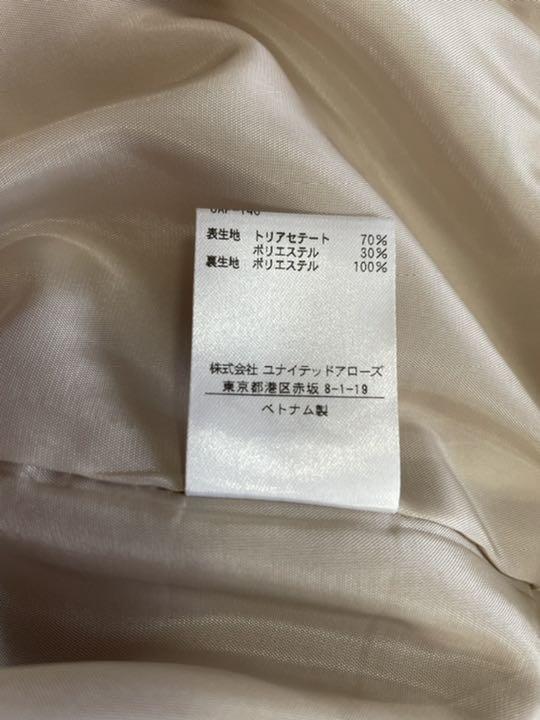 表生地 トリアセテート 70%
ポリエステル 30%
裏生地 ポリエステル 100%
株式会社 ユナイテッドアローズ
東京都港区赤坂 8-1-19
ベトナム製